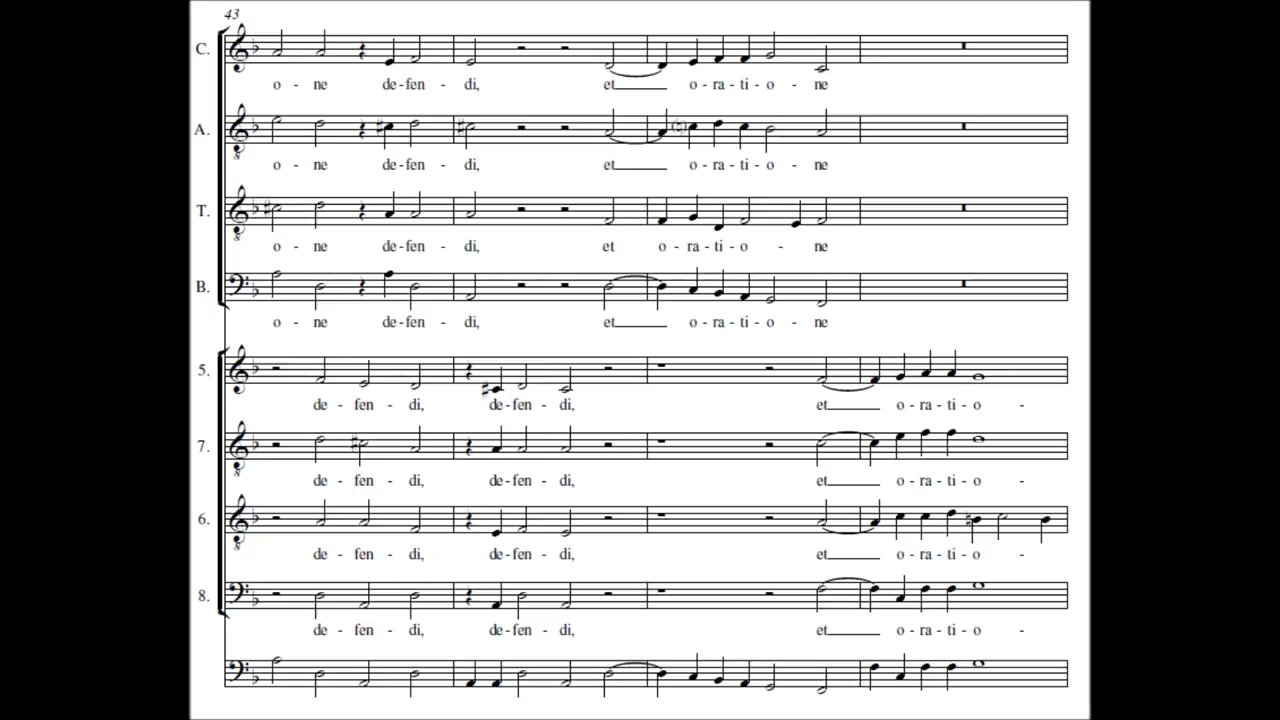 43
C.
o - ne de - fen - di, et o - ra - ti - o - ne
A.
o - ne de - fen - di, et o - ra - ti - o - ne
T.
o - ne de - fen - di, et o - ra - ti - o - ne
B.
o - ne de - fen - di, et o - ra - ti - o - ne
5.
de - fen - di, de - fen - di, et o - ra - ti - o -
7.
de - fen - di, de - fen - di, et o - ra - ti - o -
6.
de - fen - di, de - fen - di, et o - ra - ti - o -
8.
de - fen - di, de - fen - di, et o - ra - ti - o -